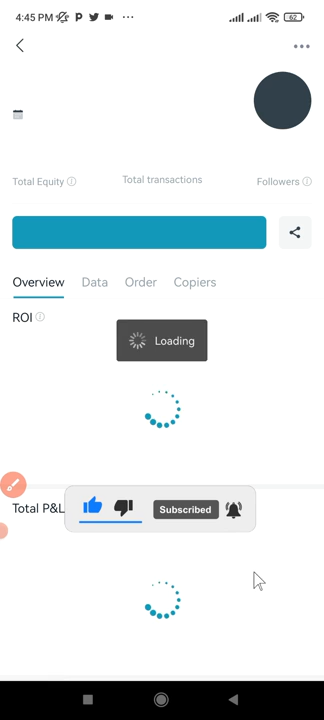 4:45 PM
62
Total Equity
Total transactions
Followers
Overview Data Order Copiers
ROI
Loading
Total P&L
Subscribed